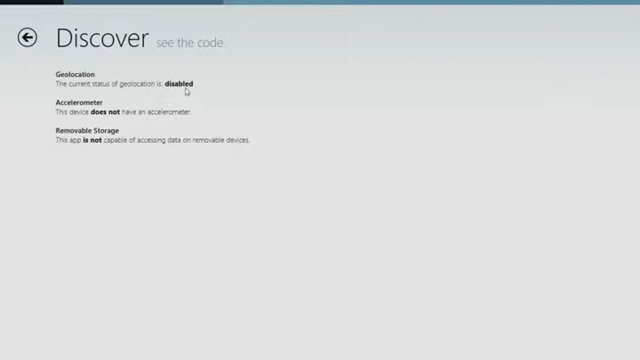 Discover see the code
Geolocation
The current status of geolocation is: disabled
Accelerometer
This device does not have an accelerometer.
Removable Storage
This app is not capable of accessing data on removable devices.